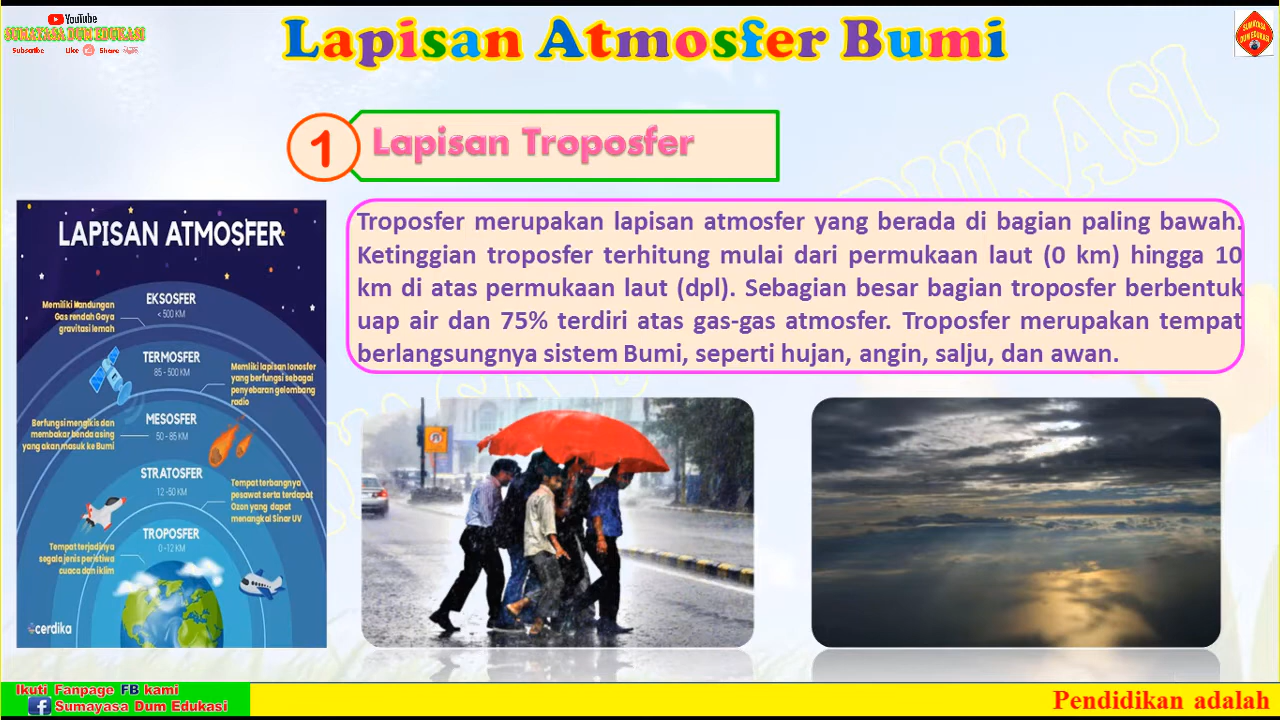 YouTube
SUMAYASA DUM EDUKASI
Subscribe Like Share
Lapisan Atmosfer Bumi
SUMAYASA
DUM EDUKASI
1
Lapisan Troposfer
Troposfer merupakan lapisan atmosfer yang berada di bagian paling bawah.
Ketinggian troposfer terhitung mulai dari permukaan laut (0 km) hingga 10
km di atas permukaan laut (dpl). Sebagian besar bagian troposfer berbentuk
uap air dan 75% terdiri atas gas-gas atmosfer. Troposfer merupakan tempat
berlangsungnya sistem Bumi, seperti hujan, angin, salju, dan awan.
LAPISAN ATMOSFER
EKSOSFER
< 500 KM
Memiliki kandungan
Gas rendah Gaya
gravitasi lemah
TERMOSFER
85 - 500 KM
Memliki lapisan Ionosfer
yang berfungsi sebagai
penyebaran gelombang
radio
MESOSFER
50 - 85 KM
Berfungsi mengikis dan
membakar benda asing
yang akan masuk ke Bumi
STRATOSFER
12 -50 KM
Tempat terbangnya
pesawat serta terdapat
Ozon yang dapat
menangkal Sinar UV
TROPOSFER
0 -12 KM
Tempat terjadinya
segala jenis peristiwa
cuaca dan iklim
cerdika
Ikuti Fanpage FB kami
Sumayasa Dum Edukasi
Pendidikan adalah